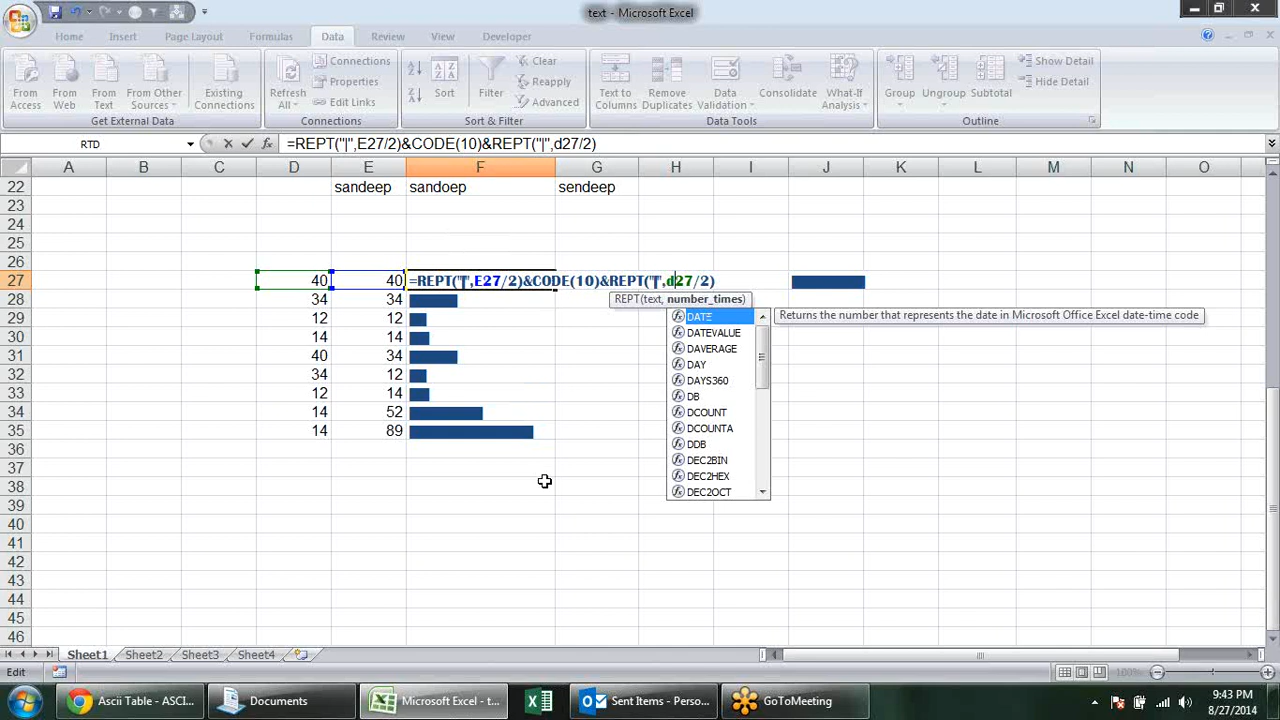 text - Microsoft Excel
Home Insert Page Layout Formulas Data Review View Developer
From Access
From Web
From Text
From Other Sources
Existing Connections
Get External Data
Refresh All
Connections
Properties
Edit Links
Connections
Sort
Filter
Clear
Reapply
Advanced
Sort & Filter
Text to Columns
Remove Duplicates
Data Validation
Consolidate
What-If Analysis
Data Tools
Group
Ungroup
Subtotal
Show Detail
Hide Detail
Outline
RTD =REPT("|",E27/2)&CODE(10)&REPT("|",d27/2)
A B C D E F G H I J K L M N O
22 sandeep sandoep sendeep
23
24
25
26
27 40 40 =REPT("|",E27/2)&CODE(10)&REPT("|",d27/2)
REPT(text, number_times)
28 34 34
29 12 12
30 14 14
31 40 34
32 34 12
33 12 14
34 14 52
35 14 89
36
37
38
39
40
41
42
43
44
45
46
DATE Returns the number that represents the date in Microsoft Office Excel date-time code
DATEVALUE
DAVERAGE
DAY
DAYS360
DB
DCOUNT
DCOUNTA
DDB
DEC2BIN
DEC2HEX
DEC2OCT
Sheet1 Sheet2 Sheet3 Sheet4
Edit 100%
Ascii Table - ASCI... Documents Microsoft Excel - t... Sent Items - Perso... GoToMeeting
9:43 PM
8/27/2014